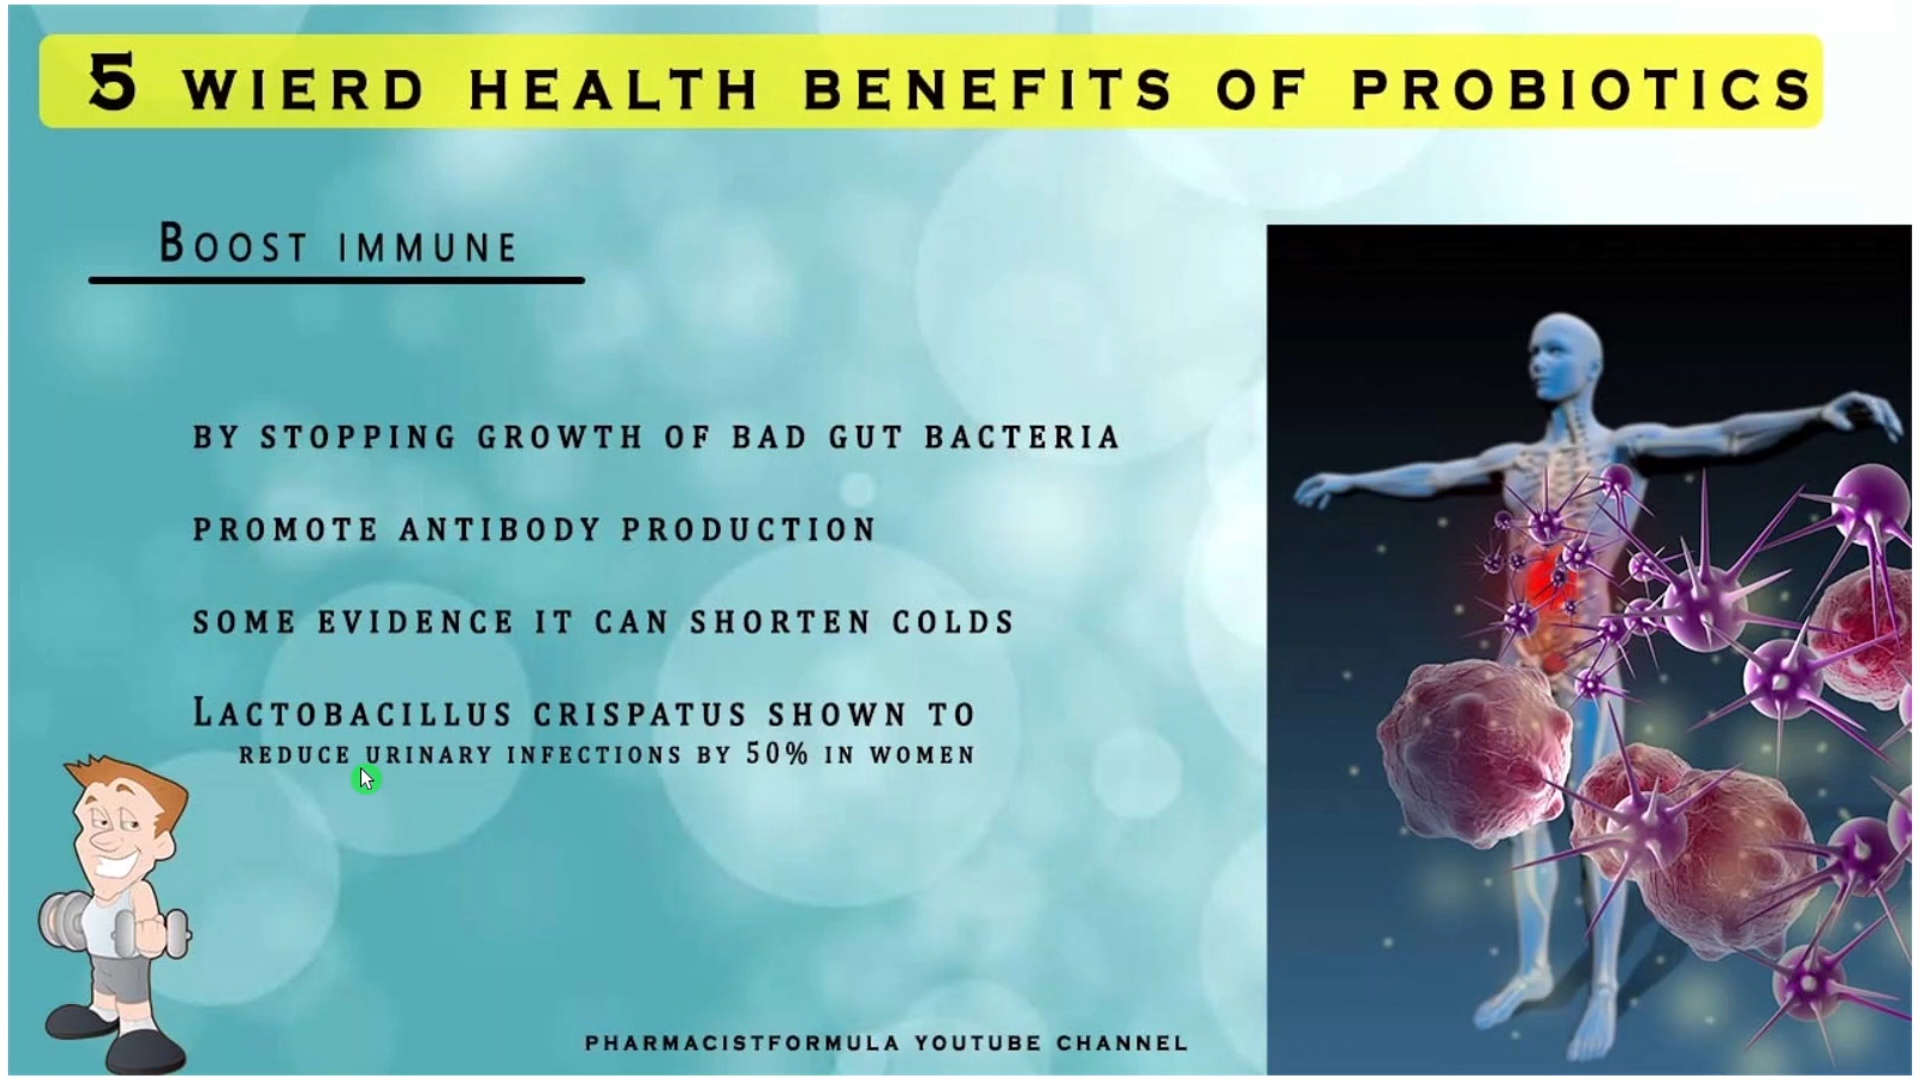 5 WIERD HEALTH BENEFITS OF PROBIOTICS
BOOST IMMUNE
BY STOPPING GROWTH OF BAD GUT BACTERIA
PROMOTE ANTIBODY PRODUCTION
SOME EVIDENCE IT CAN SHORTEN COLDS
LACTOBACILLUS CRISPATUS SHOWN TO
REDUCE URINARY INFECTIONS BY 50% IN WOMEN
PHARMACISTFORMULA YOUTUBE CHANNEL